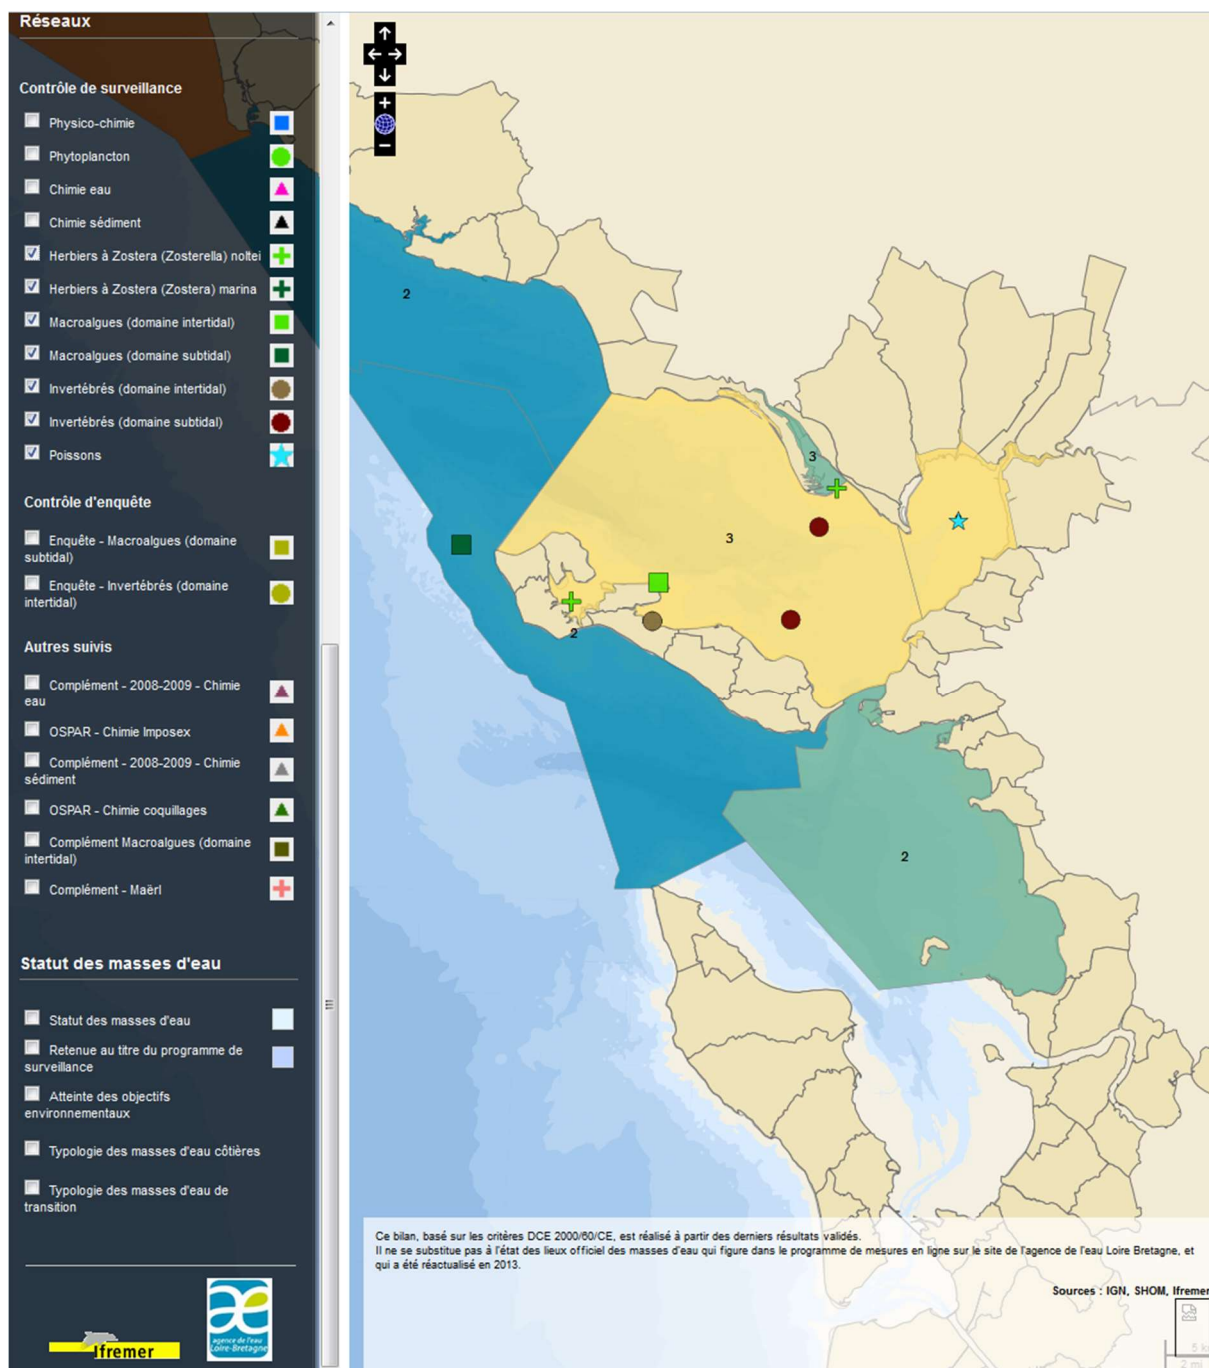 Réseaux
Contrôle de surveillance
Physico-chimie
Phytoplancton
Chimie eau
Chimie sédiment
Herbiers à Zostera (Zosterella) noltei
Herbiers à Zostera (Zostera) marina
Macroalgues (domaine intertidal)
Macroalgues (domaine subtidal)
Invertébrés (domaine intertidal)
Invertébrés (domaine subtidal)
Poissons
Contrôle d'enquête
Enquête - Macroalgues (domaine
subtidal)
Enquête - Invertébrés (domaine
intertidal)
Autres suivis
Complément - 2008-2009 - Chimie
eau
OSPAR - Chimie Imposex
Complément - 2008-2009 - Chimie
sédiment
OSPAR - Chimie coquillages
Complément Macroalgues (domaine
intertidal)
Complément - Maërl
Statut des masses d'eau
Statut des masses d'eau
Retenue au titre du programme de
surveillance
Atteinte des objectifs
environnementaux
Typologie des masses d'eau côtières
Typologie des masses d'eau de
transition
Ifremer
agence de l'eau
Loire-Bretagne
2
3
3
2
2
Ce bilan, basé sur les critères DCE 2000/60/CE, est réalisé à partir des derniers résultats validés.
Il ne se substitue pas à l'état des lieux officiel des masses d'eau qui figure dans le programme de mesures en ligne sur le site de l'agence de l'eau Loire Bretagne, et
qui a été réactualisé en 2013.
Sources : IGN, SHOM, Ifremer
5 k
2 mi